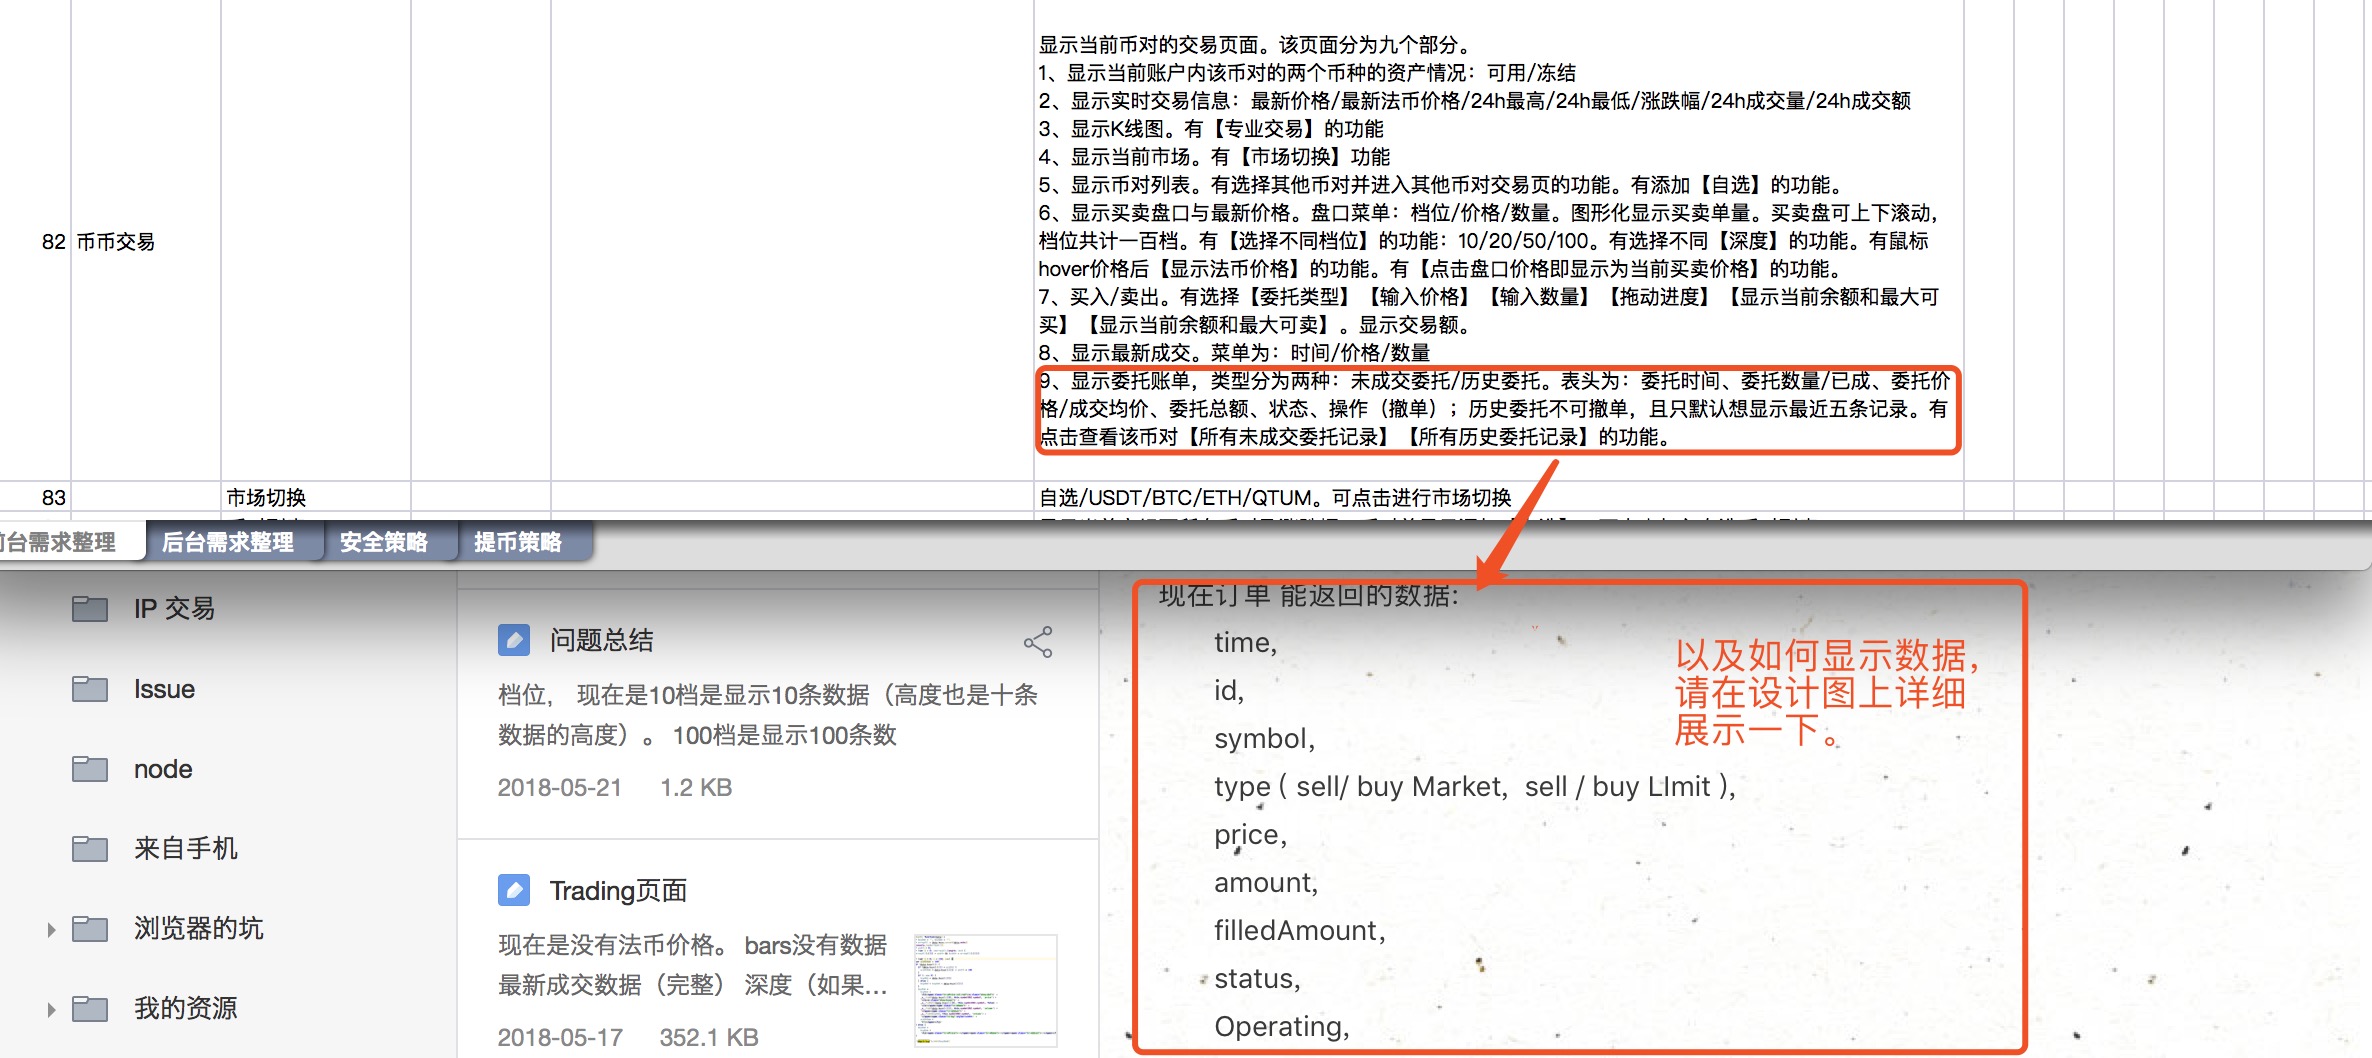 显示当前币对的交易页面。该页面分为九个部分。
1、显示当前账户内该币对的两个币种的资产情况：可用/冻结
2、显示实时交易信息：最新价格/最新法币价格/24h最高/24h最低/涨跌幅/24h成交量/24h成交额
3、显示K线图。有【专业交易】的功能
4、显示当前市场。有【市场切换】功能
5、显示币对列表。有选择其他币对并进入其他币对交易页的功能。有添加【自选】的功能。
6、显示买卖盘口与最新价格。盘口菜单：档位/价格/数量。图形化显示买卖单量。买卖盘可上下滚动，
档位共计一百档。有【选择不同档位】的功能：10/20/50/100。有选择不同【深度】的功能。有鼠标
82 币币交易
hover价格后【显示法币价格】的功能。有【点击盘口价格即显示为当前买卖价格】的功能。
7、买入/卖出。有选择【委托类型】【输入价格】【输入数量】【拖动进度】【显示当前余额和最大可
买】【显示当前余额和最大可卖】。显示交易额。
8、显示最新成交。菜单为：时间/价格/数量
9、显示委托账单，类型分为两种：未成交委托/历史委托。表头为：委托时间、委托数量/已成、委托价
格/成交均价、委托总额、状态、操作（撤单）；历史委托不可撤单，且只默认想显示最近五条记录。有
点击查看该币对【所有未成交委托记录】【所有历史委托记录】的功能。
83 市场切换 自选/USDT/BTC/ETH/QTUM。可点击进行市场切换
台需求整理 后台需求整理 安全策略 提币策略
IP 交易
Issue
node
来自手机
浏览器的坑
我的资源
问题总结
档位， 现在是10档是显示10条数据（高度也是十条
数据的高度）。 100档是显示100条数
2018-05-21 1.2 KB
Trading页面
现在是没有法币价格。 bars没有数据
最新成交数据（完整） 深度（如果...
2018-05-17 352.1 KB
现在订单 能返回的数据:
time,
id,
symbol,
type ( sell/ buy Market, sell / buy LImit ),
price,
amount,
filledAmount,
status,
Operating,
以及如何显示数据，
请在设计图上详细
展示一下。